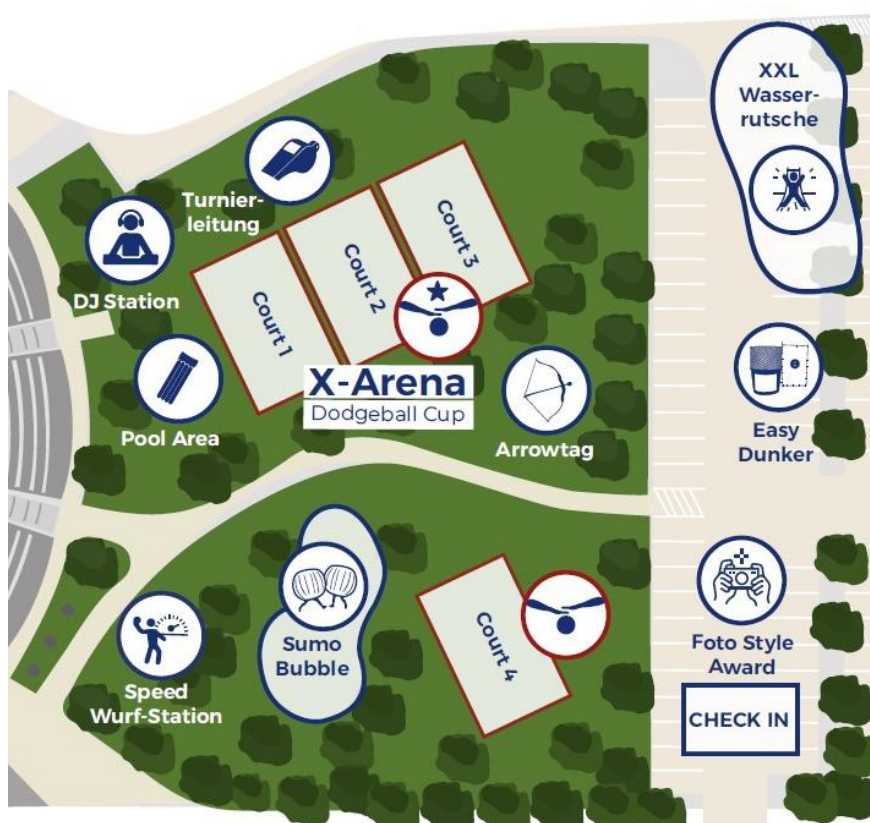 XXL
Wasser-
rutsche
Turnier-
leitung
Court 3
Court 2
Court 1
DJ Station
X-Arena
Dodgeball Cup
Pool Area
Arrowtag
Easy
Dunker
Sumo
Bubble
Court 4
Foto Style
Award
Speed
Wurf-Station
CHECK IN